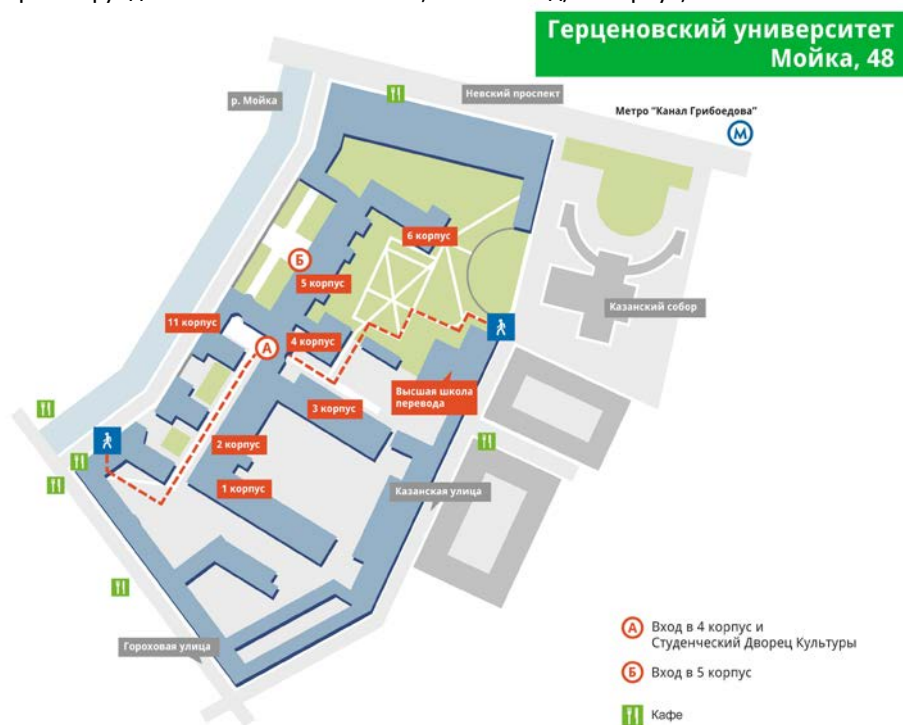 Герценовский университет
Мойка, 48
Невский проспект
р. Мойка
Метро "Канал Грибоедова"
М
6 корпус
Б
5 корпус
Казанский собор
11 корпус
4 корпус
А
Высшая школа
перевода
3 корпус
2 корпус
1 корпус
Казанская улица
Гороховая улица
А Вход в 4 корпус и
Студенческий Дворец Культуры
Б Вход в 5 корпус
Кафе